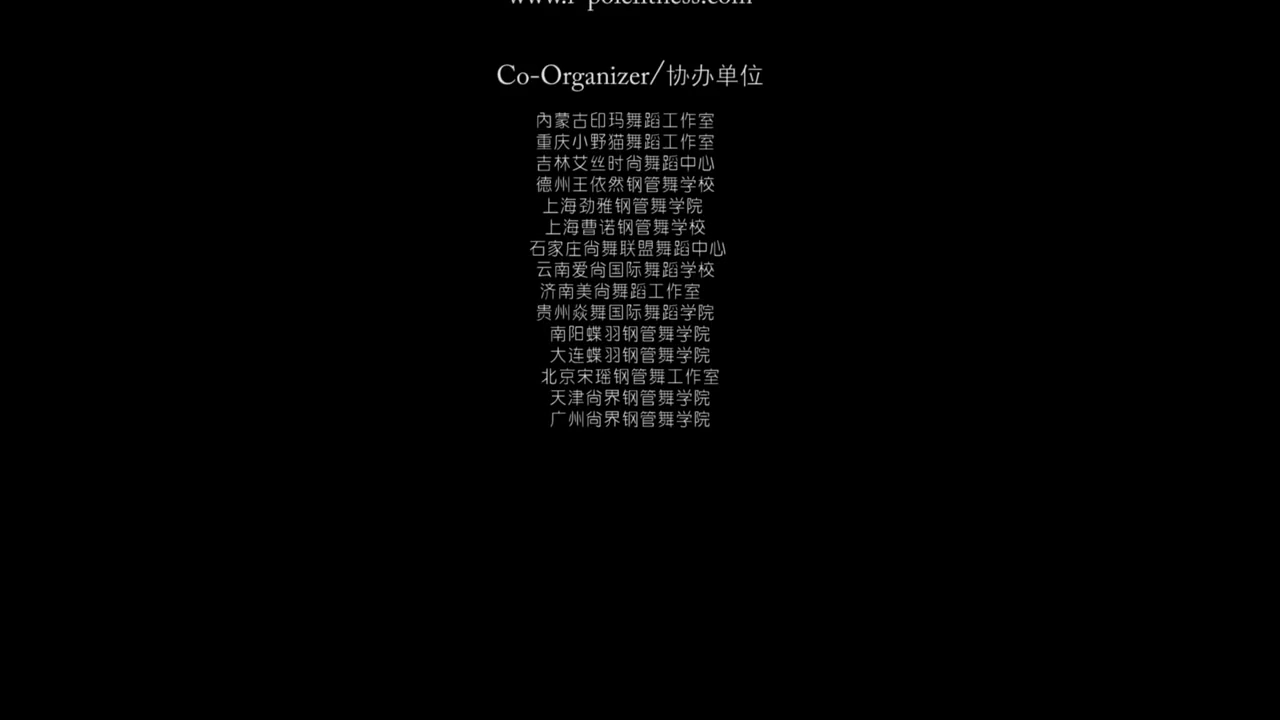 Co-Organizer/协办单位
內蒙古印玛舞蹈工作室
重庆小野猫舞蹈工作室
吉林艾丝时尚舞蹈中心
德州王依然钢管舞学校
上海劲雅钢管舞学院
上海曹诺钢管舞学校
石家庄尚舞联盟舞蹈中心
云南爱尚国际舞蹈学校
济南美尚舞蹈工作室
贵州焱舞国际舞蹈学院
南阳蝶羽钢管舞学院
大连蝶羽钢管舞学院
北京宋瑶钢管舞工作室
天津尚界钢管舞学院
广州尚界钢管舞学院